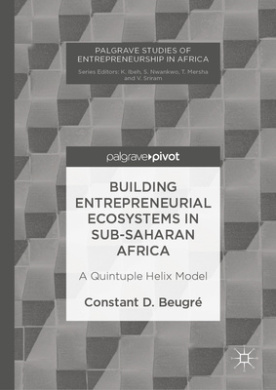 PALGRAVE STUDIES OF
ENTREPRENEURSHIP IN AFRICA
Series Editors: K. Ibeh, S. Nwankwo, T. Mersha
and V. Sriram
palgrave▸pivot
BUILDING
ENTREPRENEURIAL
ECOSYSTEMS IN
SUB-SAHARAN
AFRICA
A Quintuple Helix Model
Constant D. Beugré